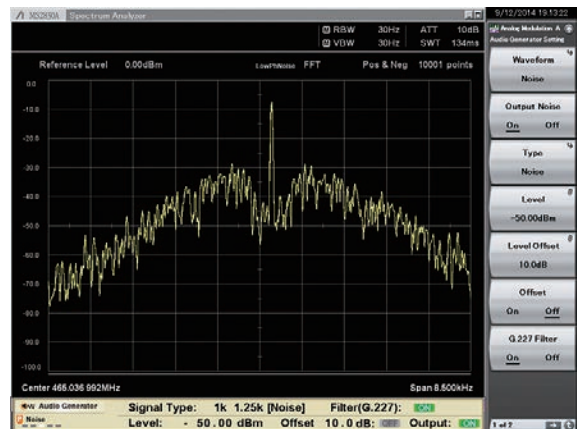 MS2830A Spectrum Analyzer
9/12/2014 19:13:22
RBW 30Hz ATT 10dB
VBW 30Hz SWT 134ms
Reference Level 0.00dBm LowPhNoise FFT Pos & Neg 10001 points
0.0
-10.0
-20.0
-30.0
-40.0
-50.0
-60.0
-70.0
-80.0
-90.0
-100.0
Center 465.036 992MHz Span 8.500kHz
Audio Generator
Noise
Signal Type: 1k 1.25k [Noise] Filter(G.227): ON
Level: - 50.00 dBm Offset 10.0 dB: OFF Output: ON
Analog Modulation A
Audio Generator Setting
Waveform
Noise
Output Noise
On Off
Type
Noise
Level
-50.00dBm
Level Offset
10.0dB
Offset
On Off
G.227 Filter
On Off
1 of 2